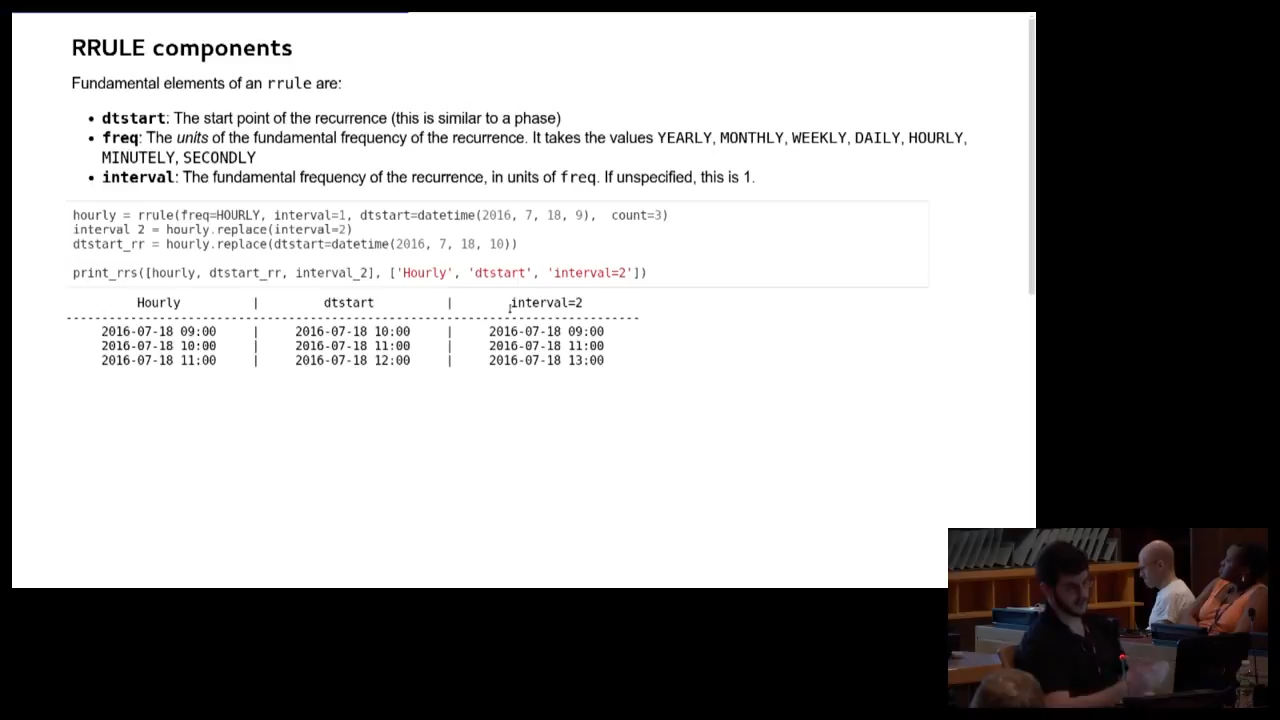 RRULE components
Fundamental elements of an rrule are:
• dtstart: The start point of the recurrence (this is similar to a phase)
• freq: The units of the fundamental frequency of the recurrence. It takes the values YEARLY, MONTHLY, WEEKLY, DAILY, HOURLY,
MINUTELY, SECONDLY
• interval: The fundamental frequency of the recurrence, in units of freq. If unspecified, this is 1.
hourly = rrule(freq=HOURLY, interval=1, dtstart=datetime(2016, 7, 18, 9),  count=3)
interval_2 = hourly.replace(interval=2)
dtstart_rr = hourly.replace(dtstart=datetime(2016, 7, 18, 10))
print_rrs([hourly, dtstart_rr, interval_2], ['Hourly', 'dtstart', 'interval=2'])
Hourly | dtstart | interval=2
-------------------------------------------------------------------------------
2016-07-18 09:00 | 2016-07-18 10:00 | 2016-07-18 09:00
2016-07-18 10:00 | 2016-07-18 11:00 | 2016-07-18 11:00
2016-07-18 11:00 | 2016-07-18 12:00 | 2016-07-18 13:00